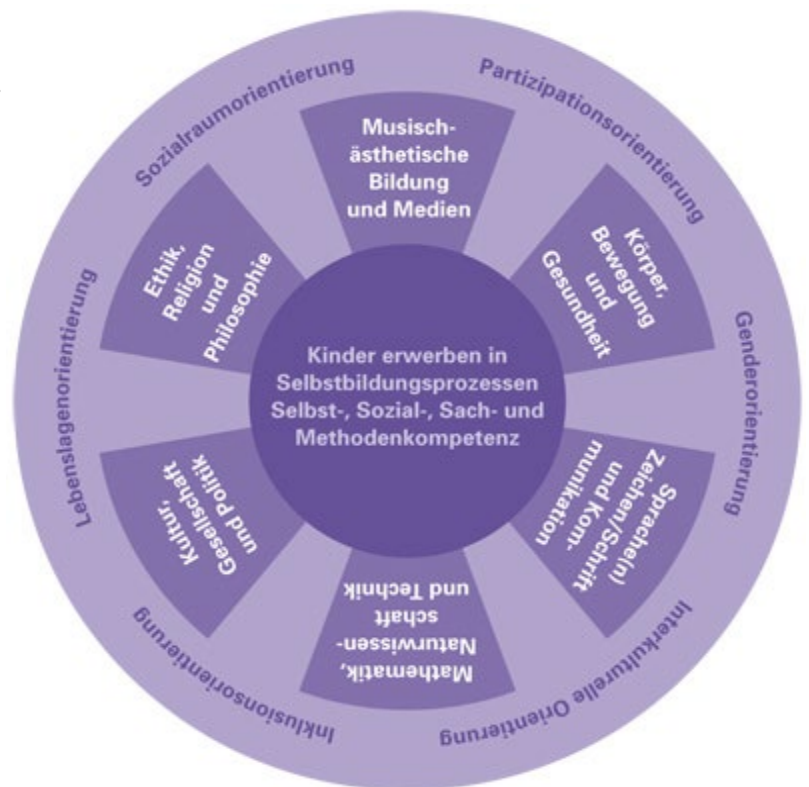 Sozialraumorientierung
Partizipationsorientierung
Genderorientierung
Interkulturelle Orientierung
Inklusionsorientierung
Lebenslagenorientierung
Musisch-
ästhetische
Bildung
und Medien
Körper,
Bewegung
und
Gesundheit
Sprache(n)
Zeichen/Schrift
und Kom-
munikation
Mathematik,
Naturwissen-
schaft
und Technik
Kultur,
Gesellschaft
und Politik
Ethik,
Religion
und
Philosophie
Kinder erwerben in
Selbstbildungsprozessen
Selbst-, Sozial-, Sach- und
Methodenkompetenz